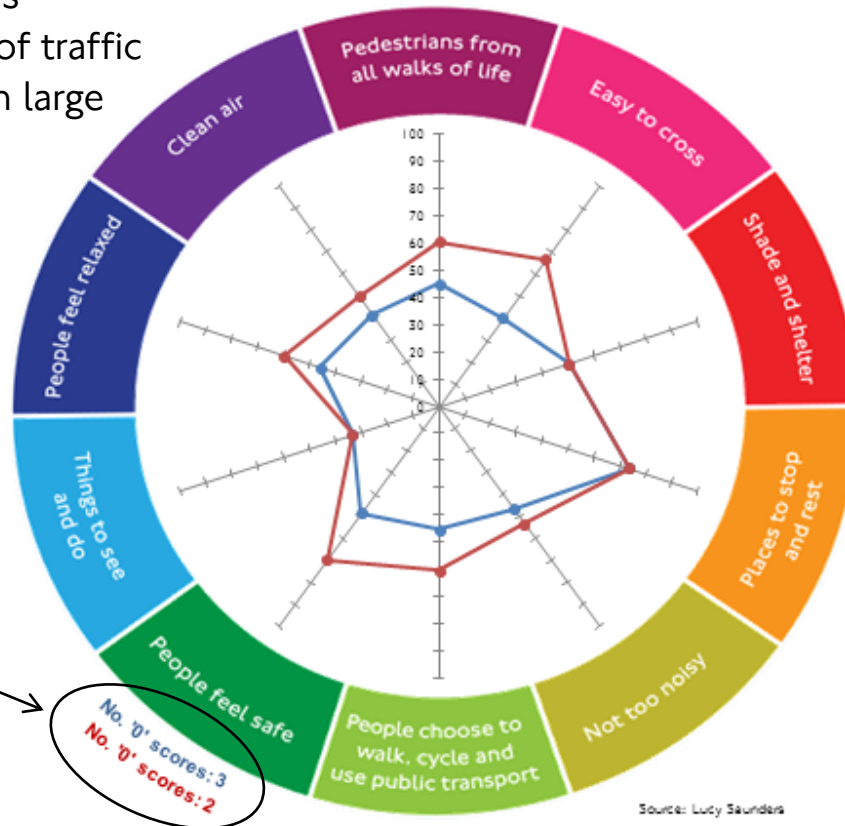 s
of traffic
n large
Pedestrians from
all walks of life
Easy to cross
Shade and shelter
Places to stop
and rest
Not too noisy
People choose to
walk, cycle and
use public transport
People feel safe
Things to see
and do
People feel relaxed
Clean air
100
90
80
70
60
50
40
30
20
10
0
No. '0' scores: 3
No. '0' scores: 2
Source: Lucy Saunders